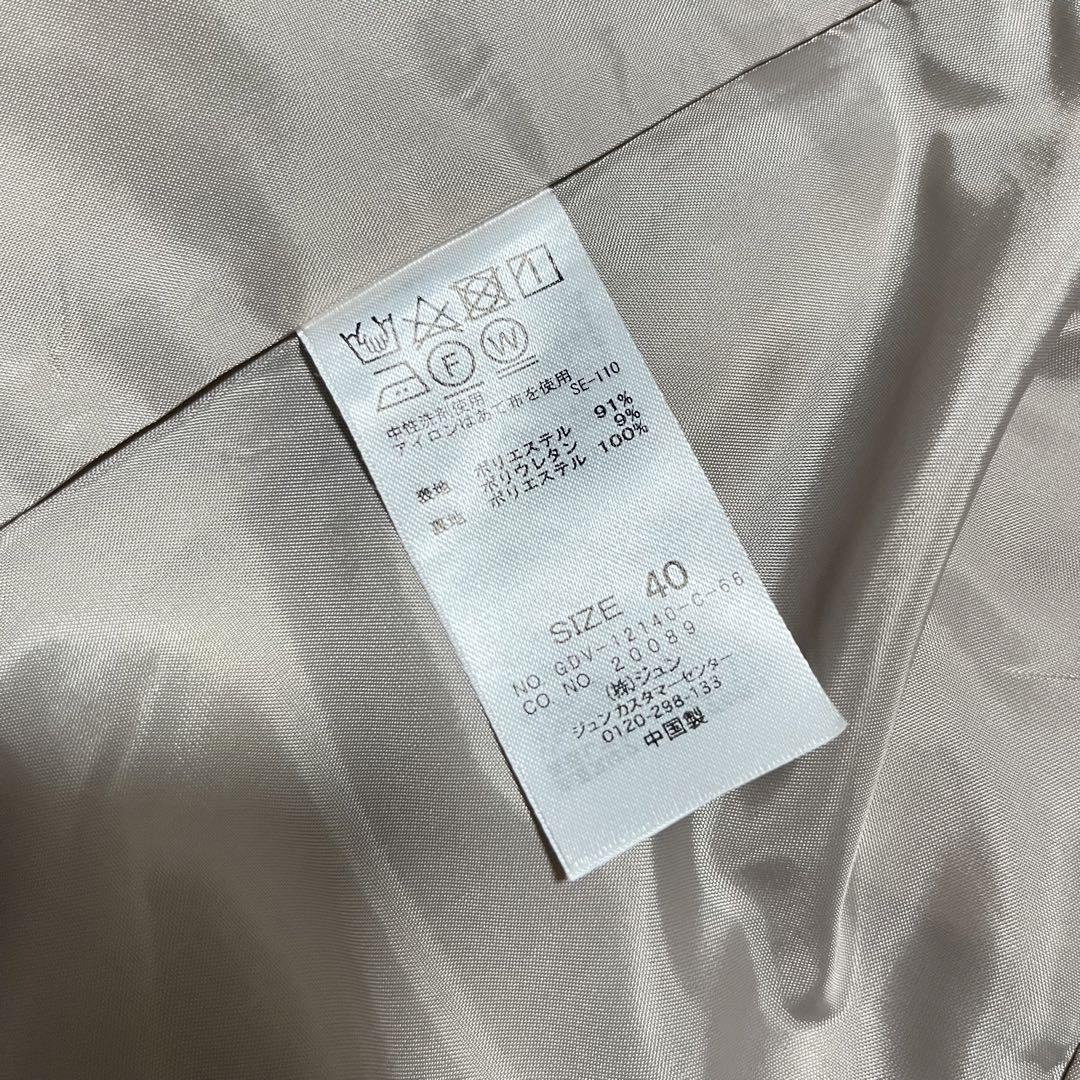 F W
中性洗剤使用
アイロンはあて布を使用
SE-110
表地 ポリエステル 91%
ポリウレタン 9%
裏地 ポリエステル 100%
SIZE 40
NO GDV-12140-C-66
CO NO 20089
(株)ジュン
ジュンカスタマーセンター
0120-298-133
中国製